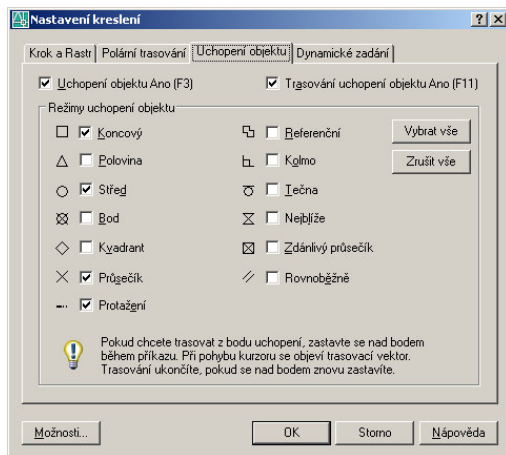 Nastavení kreslení
Krok a Rastr Polární trasování Uchopení objektu Dynamické zadání
Uchopení objektu Ano (F3) Trasování uchopení objektu Ano (F11)
Režimy uchopení objektu
Koncový Referenční Vybrat vše
Polovina Kolmo Zrušit vše
Střed Tečna
Bod Nejblíže
Kvadrant Zdánlivý průsečík
Průsečík Rovnoběžně
Protažení
Pokud chcete trasovat z bodu uchopení, zastavte se nad bodem
během příkazu. Při pohybu kurzoru se objeví trasovací vektor.
Trasování ukončíte, pokud se nad bodem znovu zastavíte.
Možnosti... OK Storno Nápověda